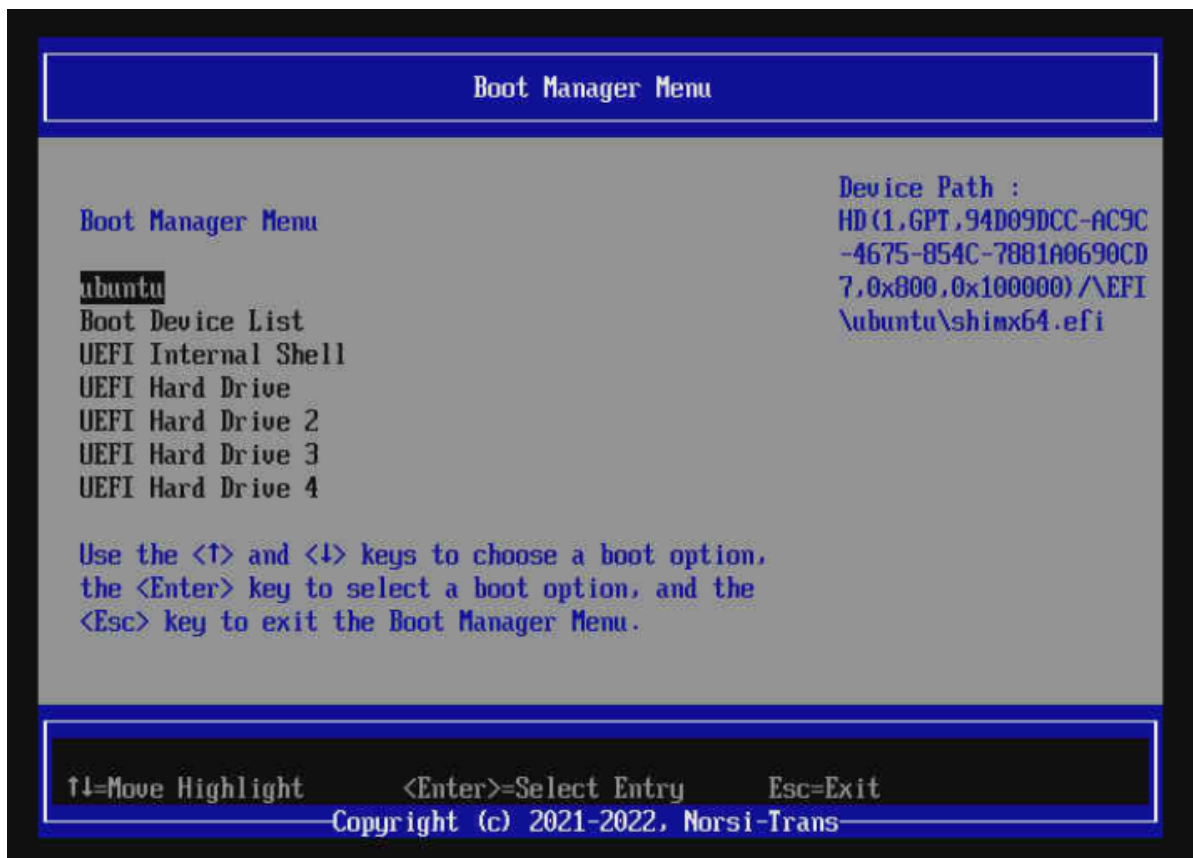 Boot Manager Menu
Boot Manager Menu
ubuntu
Boot Device List
UEFI Internal Shell
UEFI Hard Drive
UEFI Hard Drive 2
UEFI Hard Drive 3
UEFI Hard Drive 4
Use the <↑> and <↓> keys to choose a boot option,
the <Enter> key to select a boot option, and the
<Esc> key to exit the Boot Manager Menu.
Device Path :
HD(1,GPT,94D09DCC-AC9C
-4675-854C-7881A0690CD
7,0x800,0x100000)/\EFI
\ubuntu\shimx64.efi
↑↓=Move Highlight <Enter>=Select Entry Esc=Exit
Copyright (c) 2021-2022, Norsi-Trans